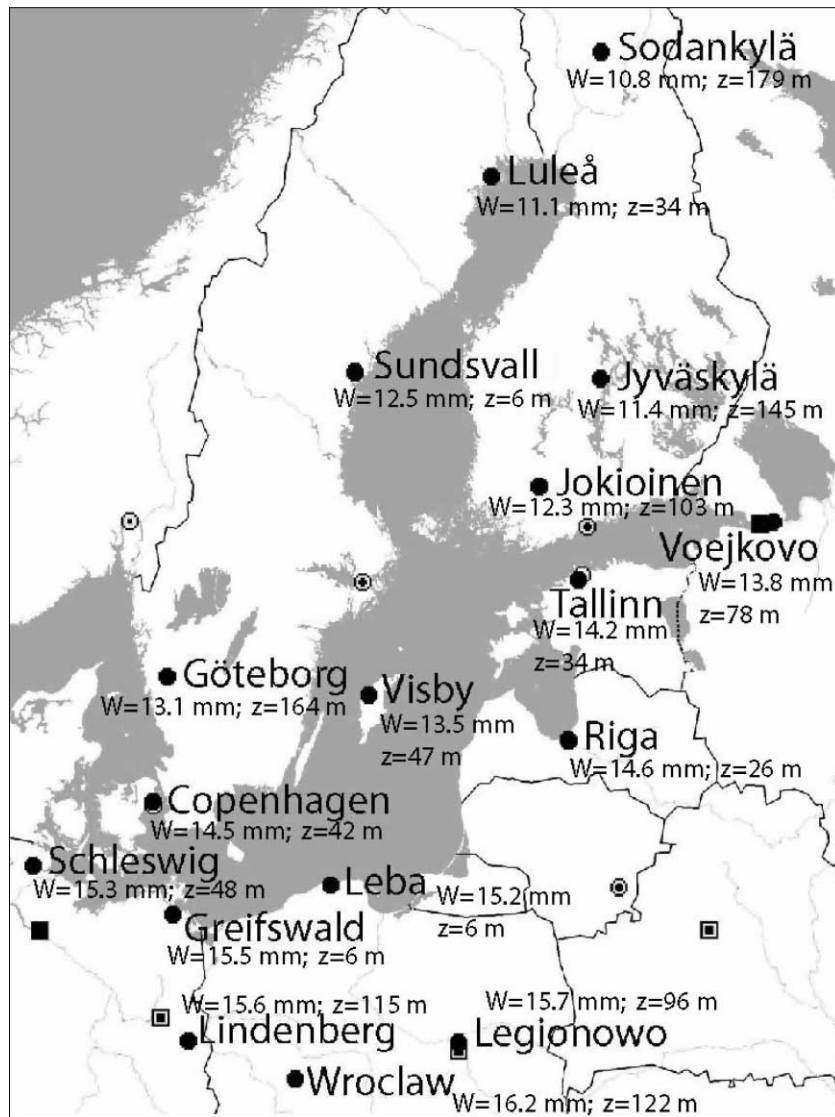 Sodankylä
W=10.8 mm; z=179 m
Luleå
W=11.1 mm; z=34 m
Sundsvall
W=12.5 mm; z=6 m
Jyväskylä
W=11.4 mm; z=145 m
Jokioinen
W=12.3 mm; z=103 m
Voejkovo
W=13.8 mm
z=78 m
Tallinn
W=14.2 mm
z=34 m
Göteborg
W=13.1 mm; z=164 m
Visby
W=13.5 mm
z=47 m
Riga
W=14.6 mm; z=26 m
Copenhagen
W=14.5 mm; z=42 m
Schleswig
W=15.3 mm; z=48 m
Leba
W=15.2 mm
z=6 m
Greifswald
W=15.5 mm; z=6 m
W=15.6 mm; z=115 m
Lindenberg
W=15.7 mm; z=96 m
Legionowo
Wroclaw
W=16.2 mm; z=122 m